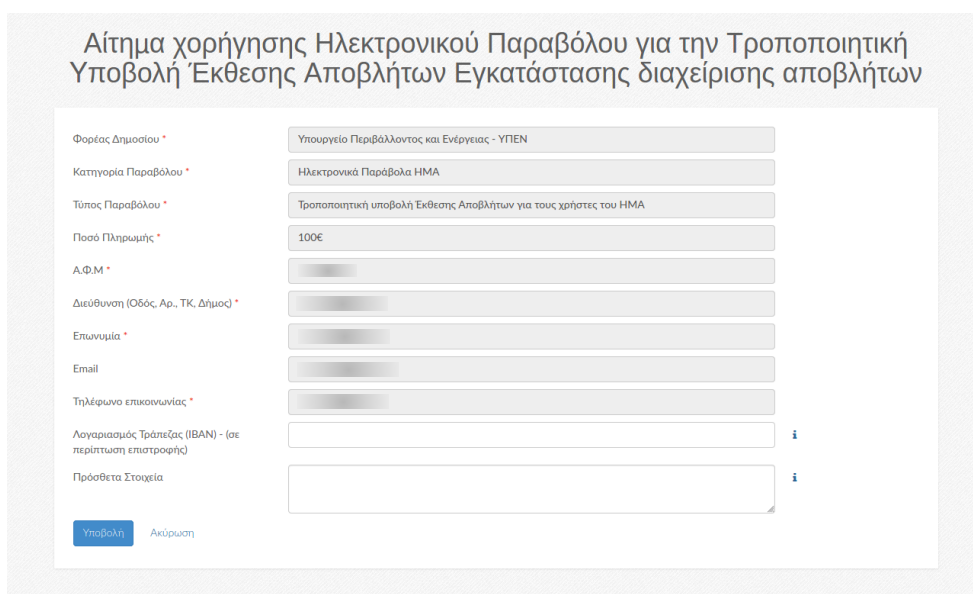 Αίτημα χορήγησης Ηλεκτρονικού Παραβόλου για την Τροποποιητική
Υποβολή Έκθεσης Αποβλήτων Εγκατάστασης διαχείρισης αποβλήτων
Φορέας Δημοσίου *
Υπουργείο Περιβάλλοντος και Ενέργειας - ΥΠΕΝ
Κατηγορία Παραβόλου *
Ηλεκτρονικά Παράβολα ΗΜΑ
Τύπος Παραβόλου *
Τροποποιητική υποβολή Έκθεσης Αποβλήτων για τους χρήστες του ΗΜΑ
Ποσό Πληρωμής *
100€
Α.Φ.Μ *
Διεύθυνση (Οδός, Αρ., ΤΚ, Δήμος) *
Επωνυμία *
Email
Τηλέφωνο επικοινωνίας *
Λογαριασμός Τράπεζας (IBAN) - (σε
περίπτωση επιστροφής)
Πρόσθετα Στοιχεία
Υποβολή Ακύρωση